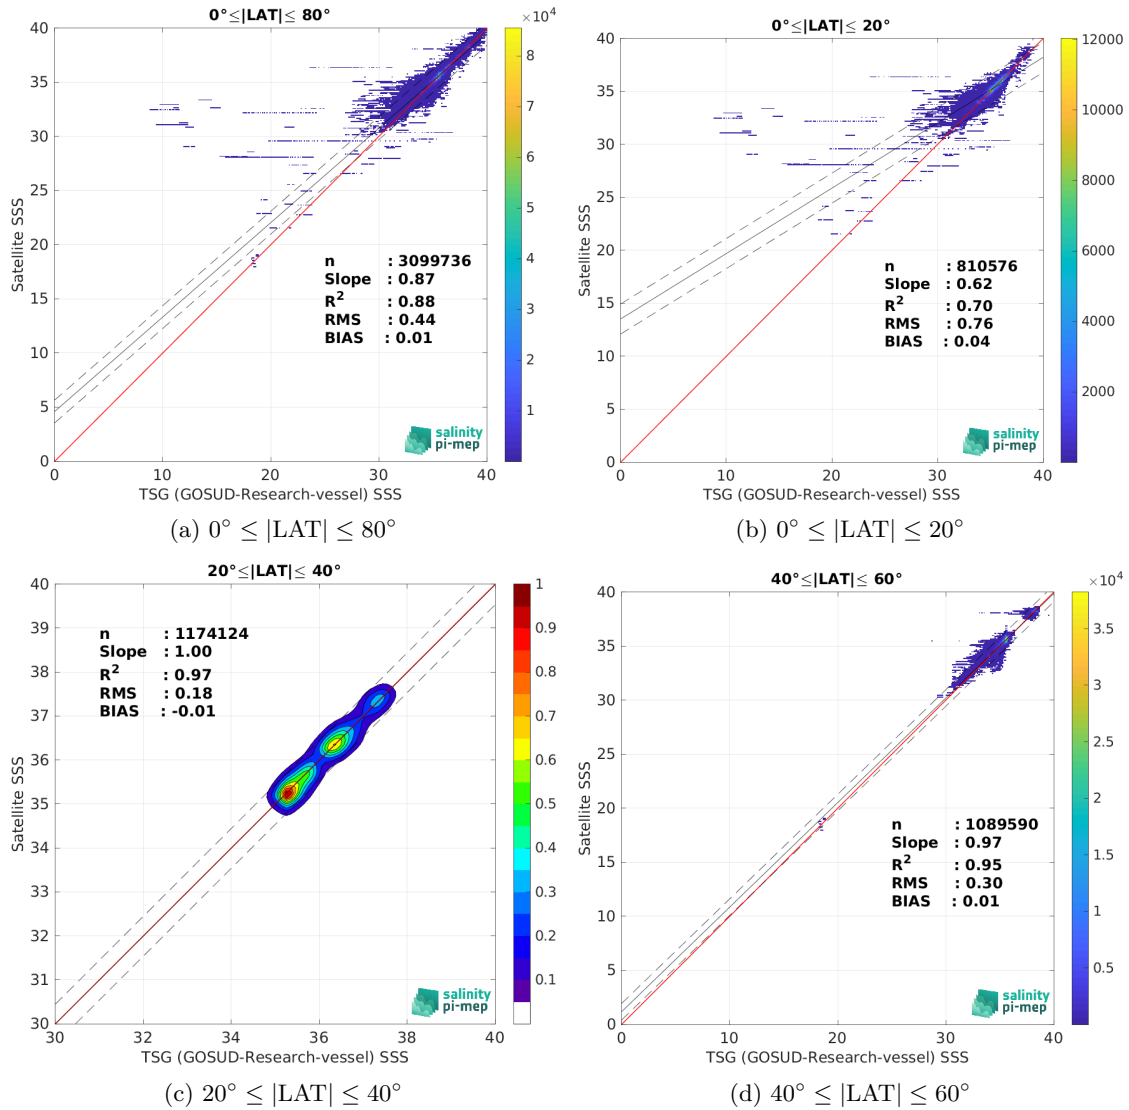 0°≤|LAT|≤ 80°
×10⁴
Satellite SSS
40
35
30
25
20
15
10
5
0
0
10
20
30
40
TSG (GOSUD-Research-vessel) SSS
n : 3099736
Slope : 0.87
R² : 0.88
RMS : 0.44
BIAS : 0.01
salinity
pi-mep
8
7
6
5
4
3
2
1
(a) 0° ≤ |LAT| ≤ 80°
0°≤|LAT|≤ 20°
Satellite SSS
40
35
30
25
20
15
10
5
0
0
10
20
30
40
TSG (GOSUD-Research-vessel) SSS
n : 810576
Slope : 0.62
R² : 0.70
RMS : 0.76
BIAS : 0.04
salinity
pi-mep
12000
10000
8000
6000
4000
2000
(b) 0° ≤ |LAT| ≤ 20°
20°≤|LAT|≤ 40°
Satellite SSS
40
39
38
37
36
35
34
33
32
31
30
30
32
34
36
38
40
TSG (GOSUD-Research-vessel) SSS
n : 1174124
Slope : 1.00
R² : 0.97
RMS : 0.18
BIAS : -0.01
salinity
pi-mep
1
0.9
0.8
0.7
0.6
0.5
0.4
0.3
0.2
0.1
(c) 20° ≤ |LAT| ≤ 40°
40°≤|LAT|≤ 60°
×10⁴
Satellite SSS
40
35
30
25
20
15
10
5
0
0
10
20
30
40
TSG (GOSUD-Research-vessel) SSS
n : 1089590
Slope : 0.97
R² : 0.95
RMS : 0.30
BIAS : 0.01
salinity
pi-mep
3.5
3
2.5
2
1.5
1
0.5
(d) 40° ≤ |LAT| ≤ 60°